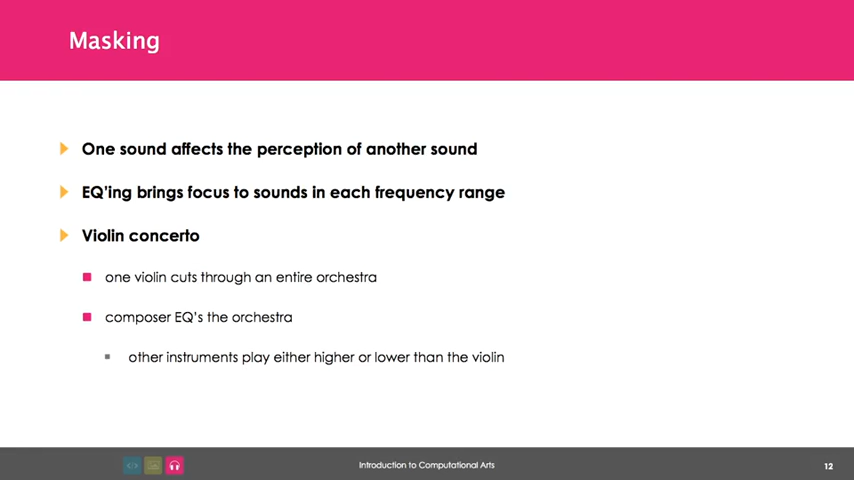 Masking
One sound affects the perception of another sound
EQ'ing brings focus to sounds in each frequency range
Violin concerto
one violin cuts through an entire orchestra
composer EQ's the orchestra
other instruments play either higher or lower than the violin
Introduction to Computational Arts
12